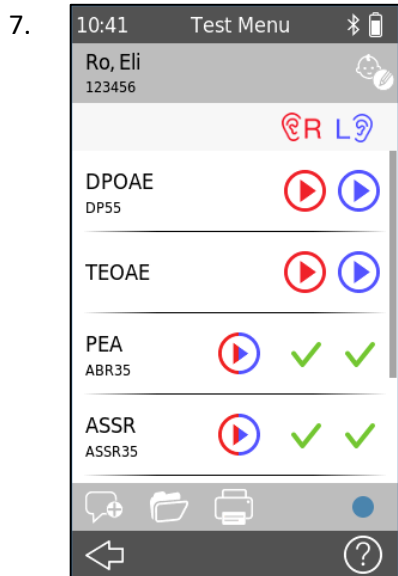 7.
10:41 Test Menu
Ro, Eli
123456
R L
DPOAE
DP55
TEOAE
PEA
ABR35
ASSR
ASSR35
?